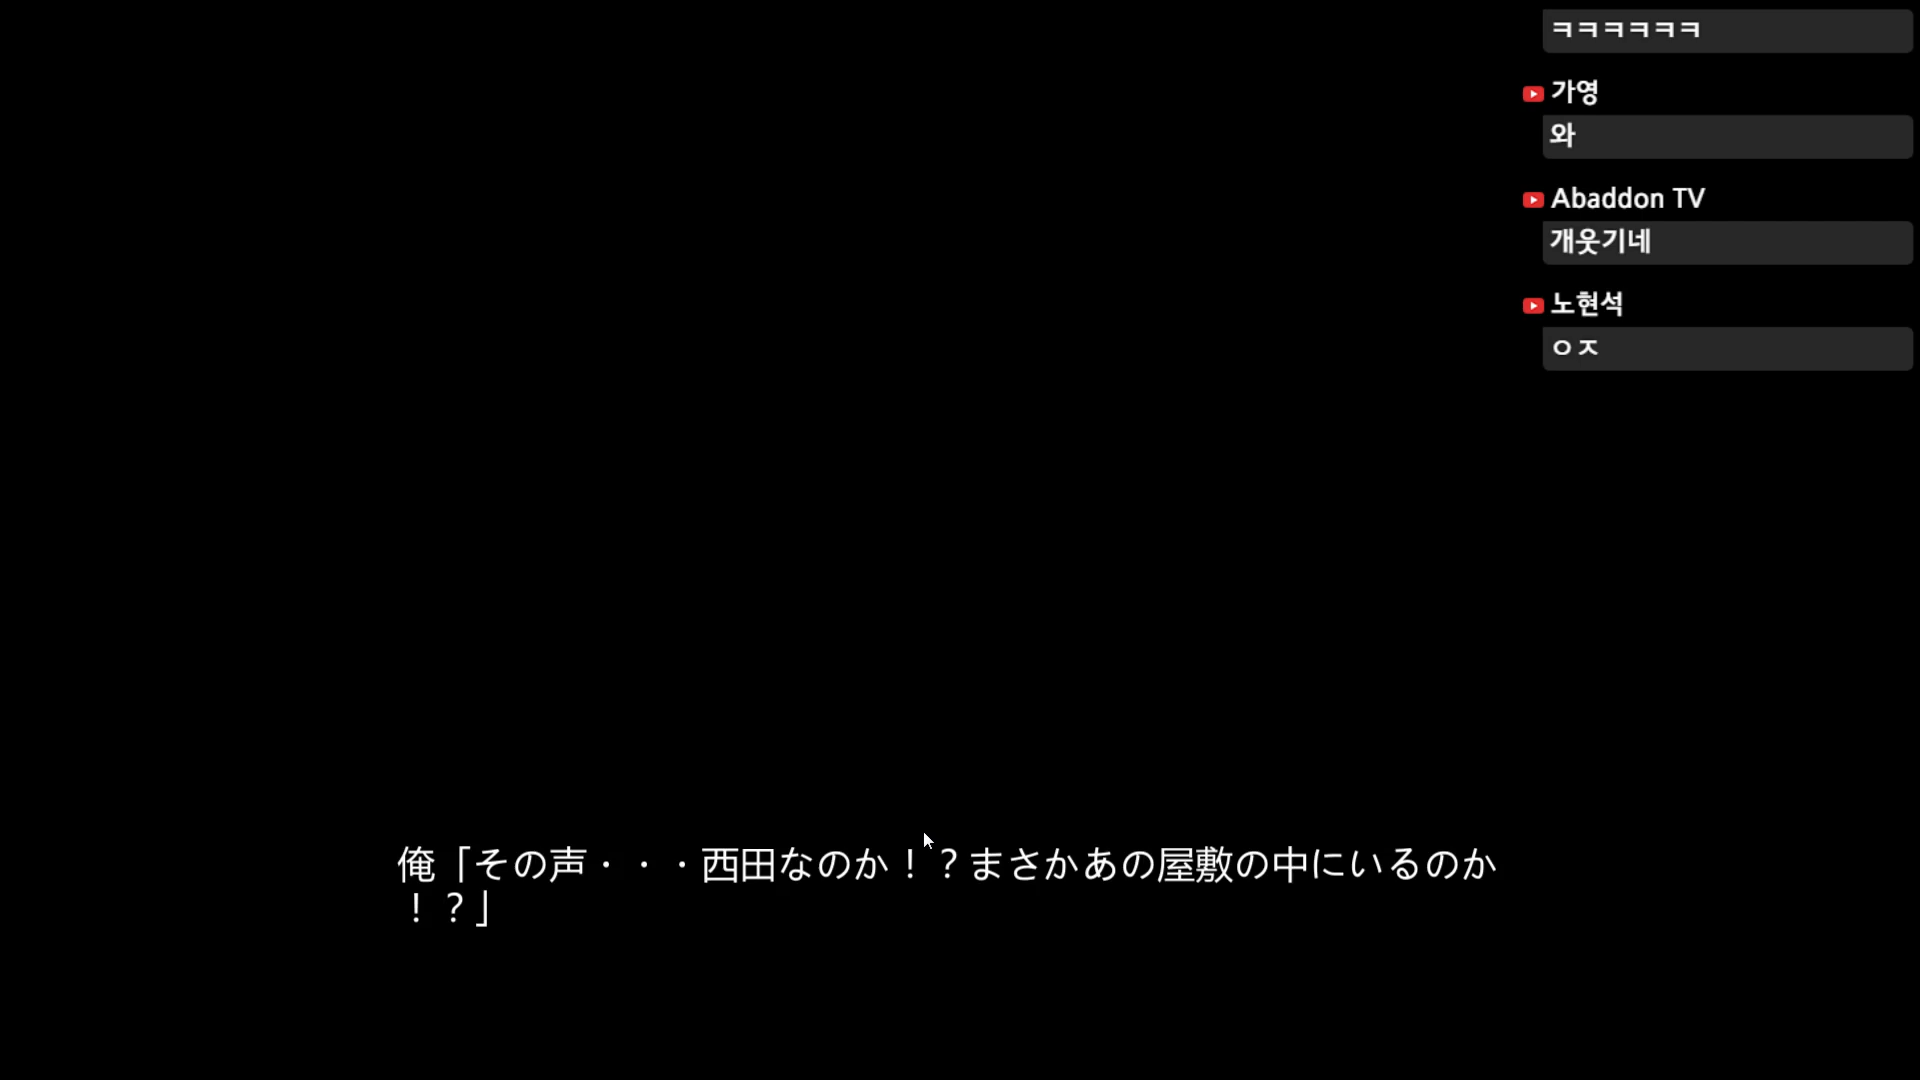 ㅋㅋㅋㅋㅋㅋ
가영
와
Abaddon TV
개웃기네
노현석
ㅇㅈ
俺「その声・・・西田なのか！？まさかあの屋敷の中にいるのか
！？」